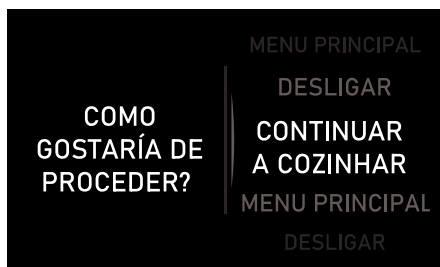 COMO
GOSTARÍA DE
PROCEDER?
MENU PRINCIPAL
DESLIGAR
CONTINUAR
A COZINHAR
MENU PRINCIPAL
DESLIGAR